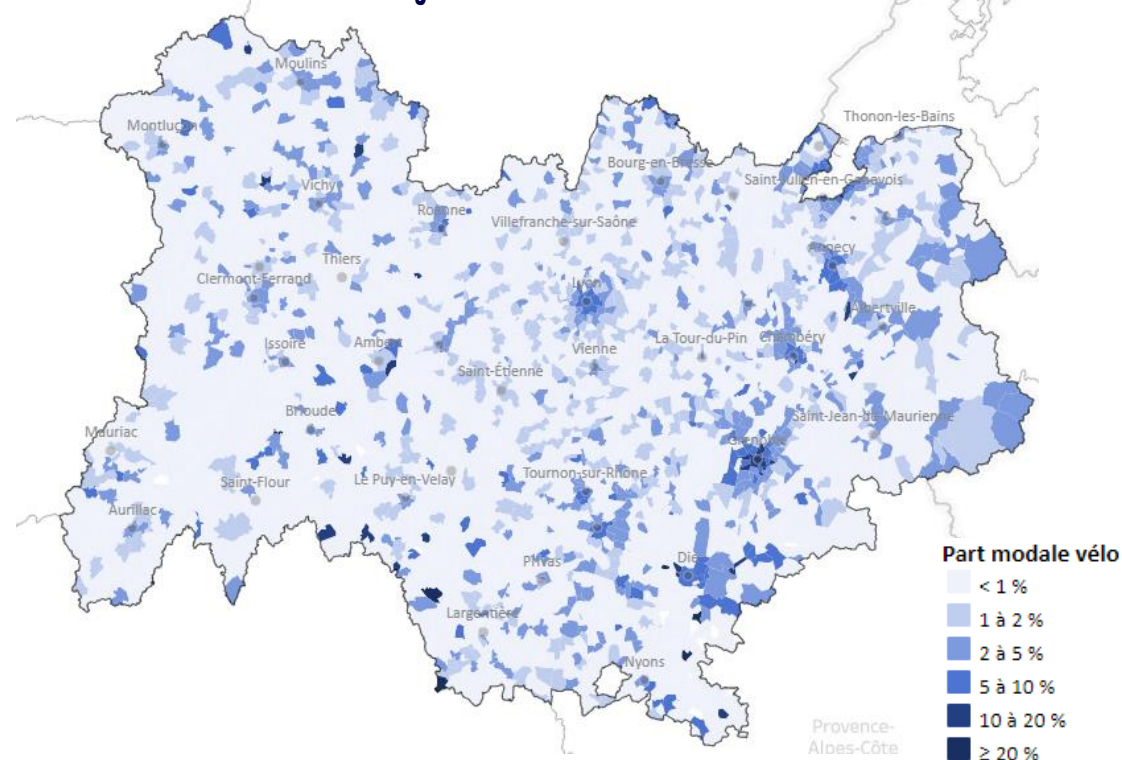 Moulins
Montluçon
Thonon-les-Bains
Bourg-en-Bresse
Saint-Julien-en-Genevois
Vichy
Roanne
Villefranche-sur-Saône
Annecy
Thiers
Clermont-Ferrand
Lyon
Albertville
Issoire
Ambert
Vienne
La Tour-du-Pin
Chambéry
Saint-Étienne
Brioude
Saint-Jean-de-Maurienne
Mauriac
Grenoble
Saint-Flour
Le Puy-en-Velay
Tournon-sur-Rhône
Aurillac
Privas
Die
Part modale vélo
< 1 %
1 à 2 %
Largentière
2 à 5 %
Nyons
5 à 10 %
10 à 20 %
Provence-
Alpes-Côte
≥ 20 %